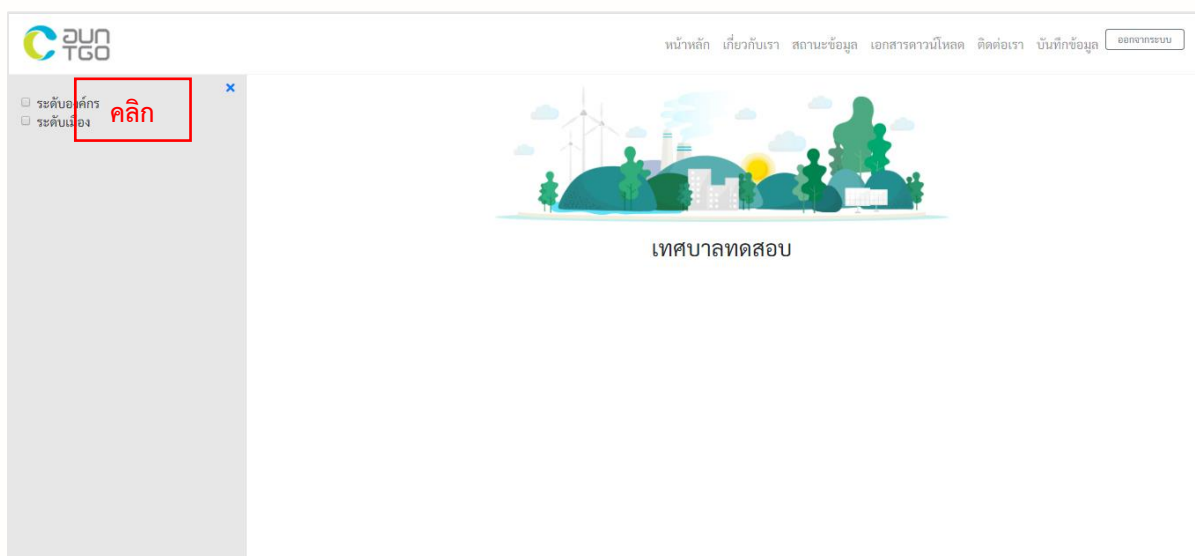 อบก
TGO
หน้าหลัก เกี่ยวกับเรา สถานะข้อมูล เอกสารดาวน์โหลด ติดต่อเรา บันทึกข้อมูล ออกจากระบบ
ระดับองค์กร
ระดับเมือง
คลิก
เทศบาลทดสอบ